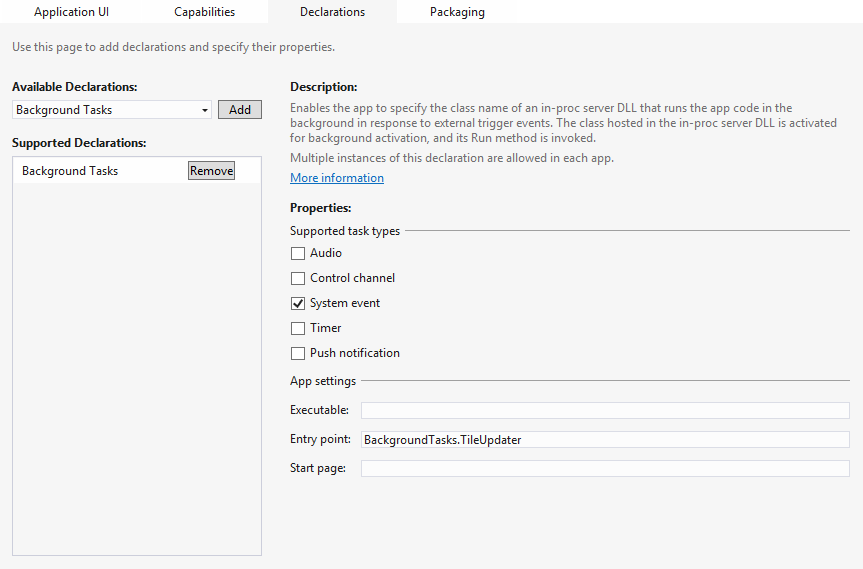 Application UI Capabilities Declarations Packaging
Use this page to add declarations and specify their properties.
Available Declarations:
Background Tasks Add
Supported Declarations:
Background Tasks Remove
Description:
Enables the app to specify the class name of an in-proc server DLL that runs the app code in the
background in response to external trigger events. The class hosted in the in-proc server DLL is activated
for background activation, and its Run method is invoked.
Multiple instances of this declaration are allowed in each app.
More information
Properties:
Supported task types
Audio
Control channel
System event
Timer
Push notification
App settings
Executable:
Entry point: BackgroundTasks.TileUpdater
Start page: